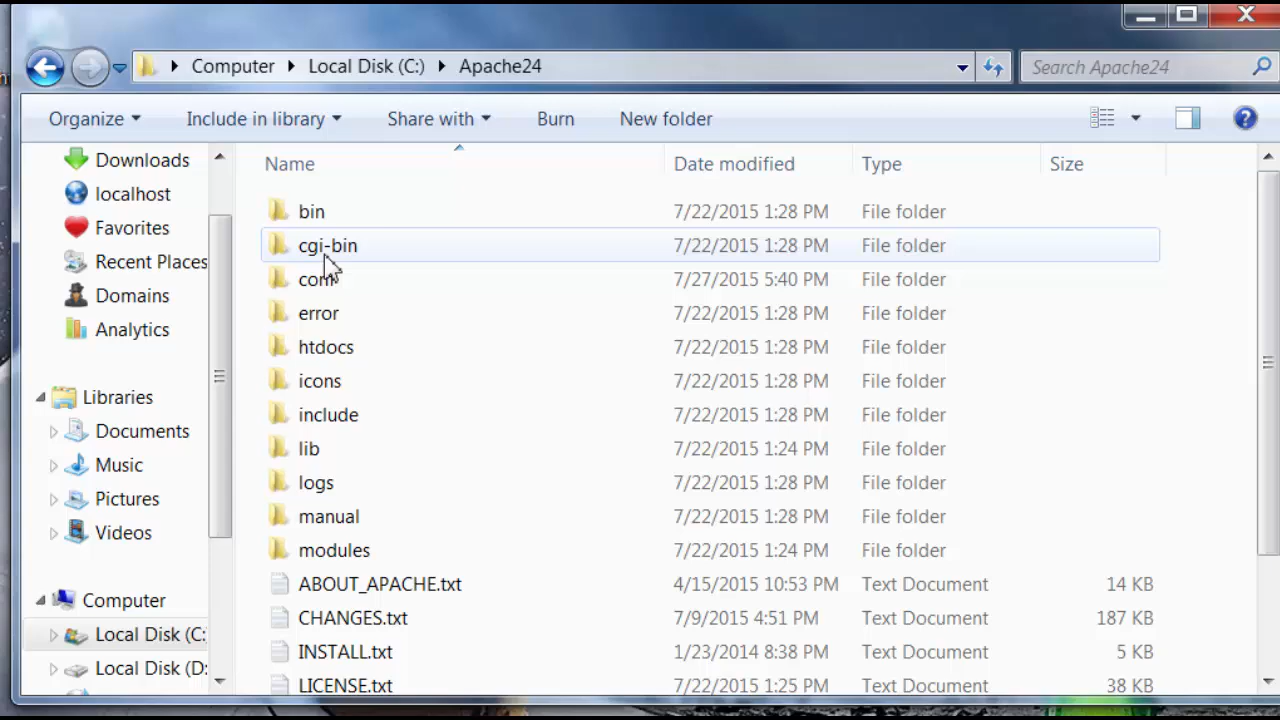 Computer Local Disk (C:) Apache24
Search Apache24
Organize Include in library Share with Burn New folder
Downloads
localhost
Favorites
Recent Places
Domains
Analytics
Libraries
Documents
Music
Pictures
Videos
Computer
Local Disk (C:
Local Disk (D:
Name Date modified Type Size
bin 7/22/2015 1:28 PM File folder
cgi-bin 7/22/2015 1:28 PM File folder
conf 7/27/2015 5:40 PM File folder
error 7/22/2015 1:28 PM File folder
htdocs 7/22/2015 1:28 PM File folder
icons 7/22/2015 1:28 PM File folder
include 7/22/2015 1:28 PM File folder
lib 7/22/2015 1:24 PM File folder
logs 7/22/2015 1:28 PM File folder
manual 7/22/2015 1:28 PM File folder
modules 7/22/2015 1:24 PM File folder
ABOUT_APACHE.txt 4/15/2015 10:53 PM Text Document 14 KB
CHANGES.txt 7/9/2015 4:51 PM Text Document 187 KB
INSTALL.txt 1/23/2014 8:38 PM Text Document 5 KB
LICENSE.txt 7/22/2015 1:25 PM Text Document 38 KB